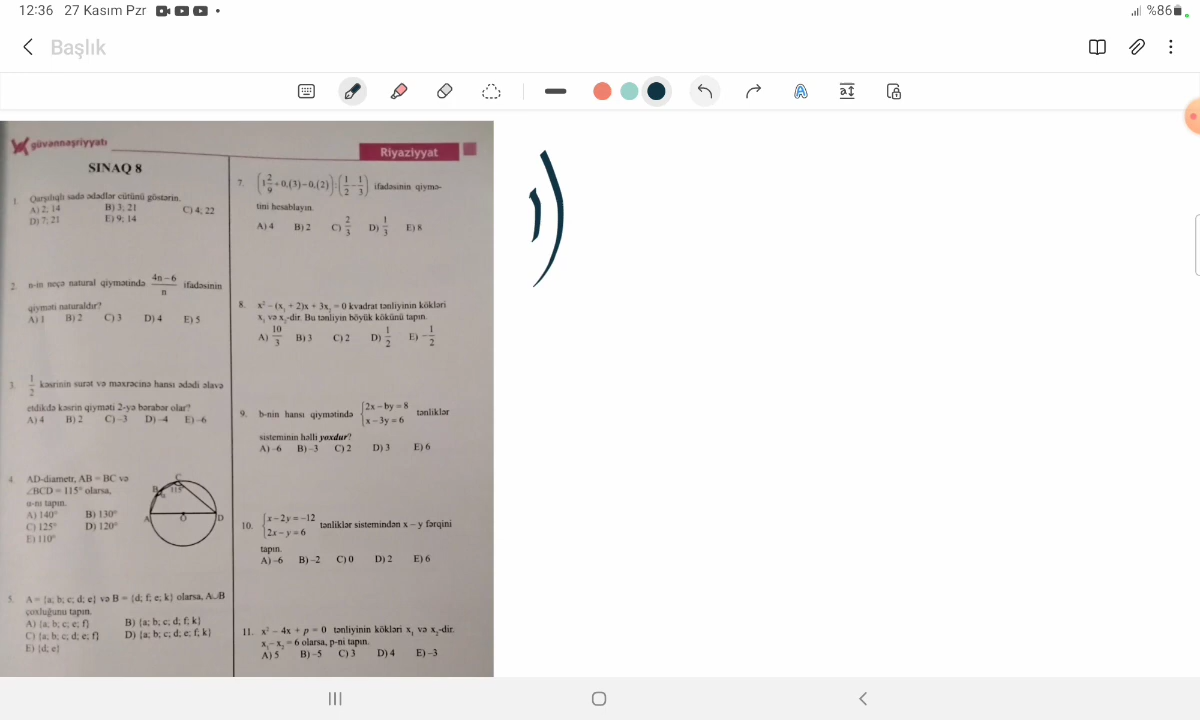 12:36 27 Kasım Pzr • %86
Başlık
güvənnəşriyyatı
Riyaziyyat
SINAQ 8
1. Qarşılıqlı sadə ədədlər cütünü göstərin.
A) 2; 14 B) 3; 21 C) 4; 22
D) 7; 21 E) 9; 14
2. n-in neçə natural qiymətində 4n−6/n ifadəsinin
qiyməti naturaldır?
A) 1 B) 2 C) 3 D) 4 E) 5
3. 1/2 kəsrinin surət və məxrəcinə hansı ədədi əlavə
etdikdə kəsrin qiyməti 2-yə bərabər olar?
A) 4 B) 2 C) −3 D) −4 E) −6
4. AD-diametr, AB = BC və
∠BCD = 115° olarsa,
α-nı tapın.
A) 140° B) 130°
C) 125° D) 120°
E) 110°
B C 115° α
A O D
5. A = {a; b; c; d; e} və B = {d; f; e; k} olarsa, A∪B
çoxluğunu tapın.
A) {a; b; c; e; f} B) {a; b; c; d; f; k}
C) {a; b; c; d; e; f} D) {a; b; c; d; e; f; k}
E) {d; e}
7. (1 2/9 + 0,(3) − 0,(2)) : (1/2 − 1/3) ifadəsinin qiymə-
tini hesablayın.
A) 4 B) 2 C) 2/3 D) 1/3 E) 8
8. x² − (x₁ + 2)x + 3x₁ = 0 kvadrat tənliyinin kökləri
x₁ və x₂-dir. Bu tənliyin böyük kökünü tapın.
A) 10/3 B) 3 C) 2 D) 1/2 E) −1/2
9. b-nin hansı qiymətində {2x − by = 8 tənliklər
x − 3y = 6
sisteminin həlli yoxdur?
A) −6 B) −3 C) 2 D) 3 E) 6
10. {x − 2y = −12 tənliklər sistemindən x − y fərqini
2x − y = 6
tapın.
A) −6 B) −2 C) 0 D) 2 E) 6
11. x² − 4x + p = 0 tənliyinin kökləri x₁ və x₂-dir.
x₁ − x₂ = 6 olarsa, p-ni tapın.
A) 5 B) −5 C) 3 D) 4 E) −3
1)